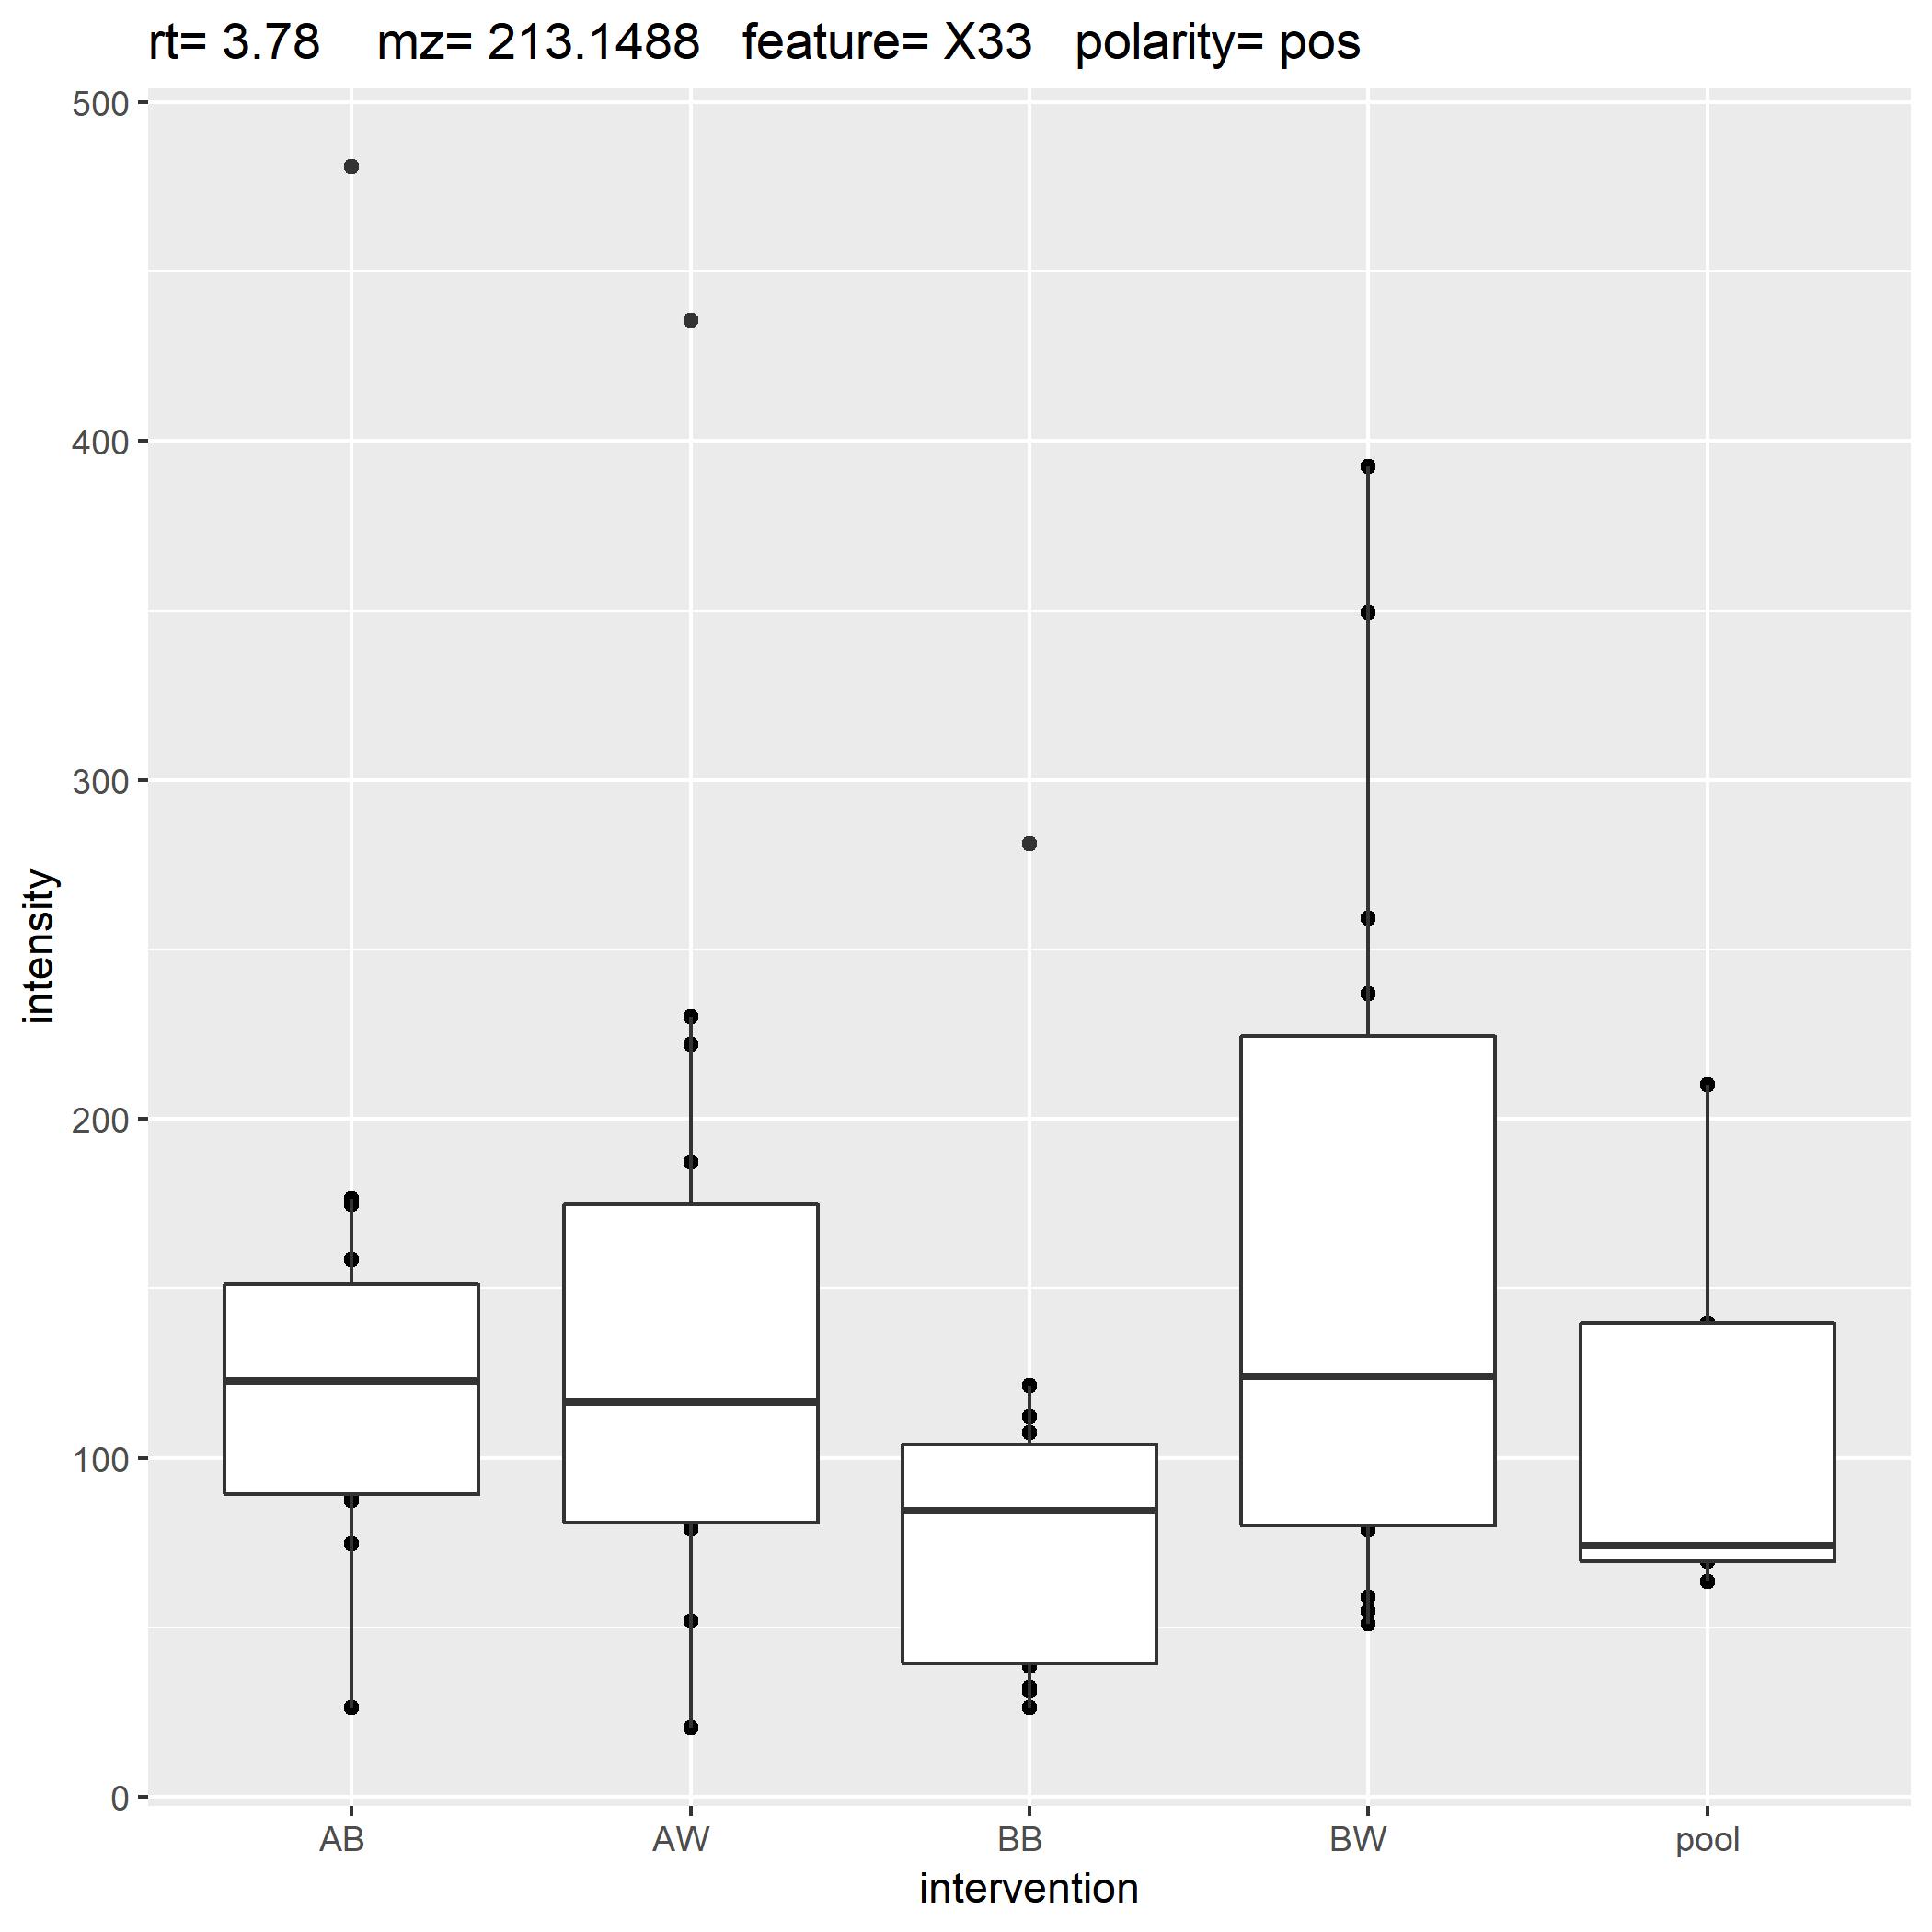 rt= 3.78    mz= 213.1488   feature= X33   polarity= pos
500
400
300
200
100
0
intensity
AB
AW
BB
BW
pool
intervention